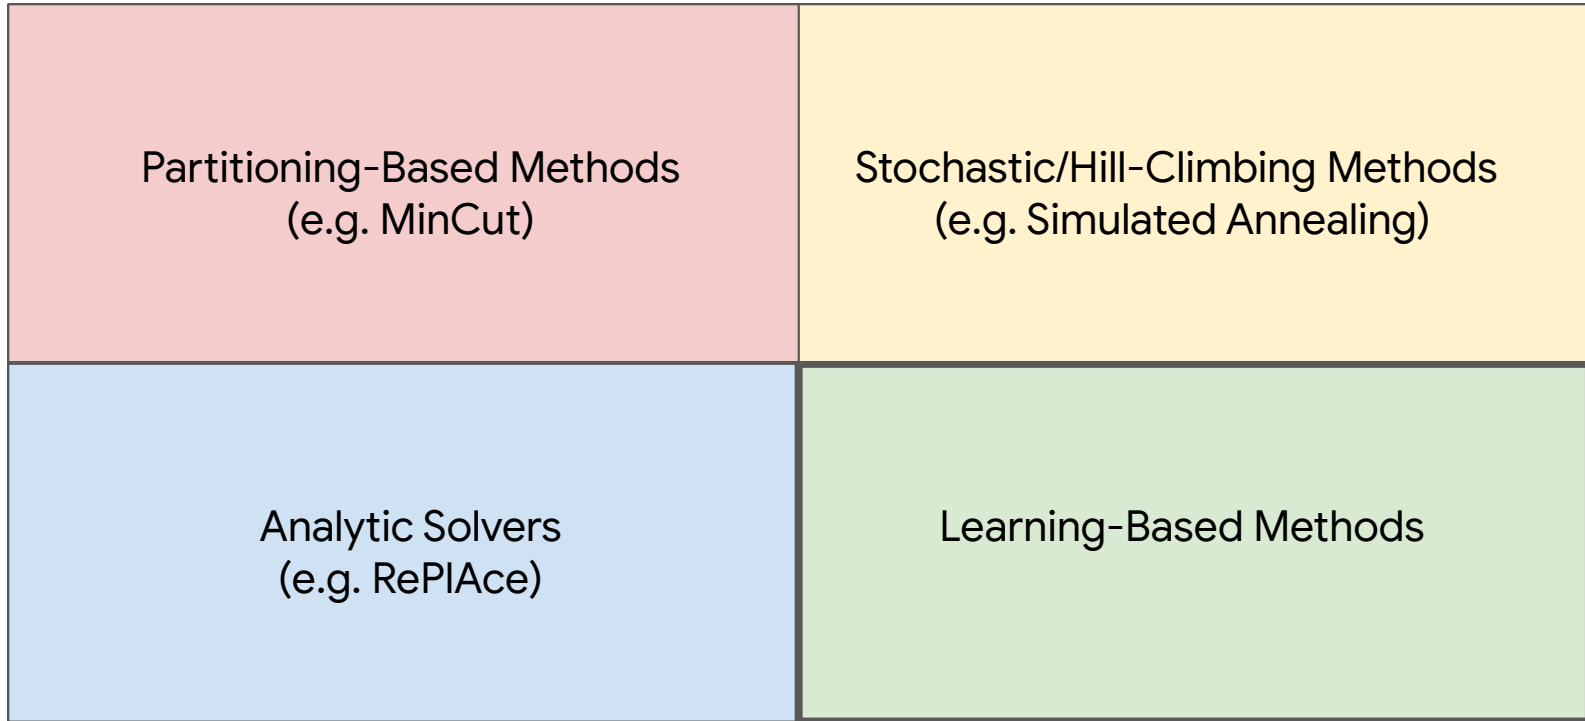 Partitioning-Based Methods
(e.g. MinCut)
Stochastic/Hill-Climbing Methods
(e.g. Simulated Annealing)
Analytic Solvers
(e.g. RePlAce)
Learning-Based Methods